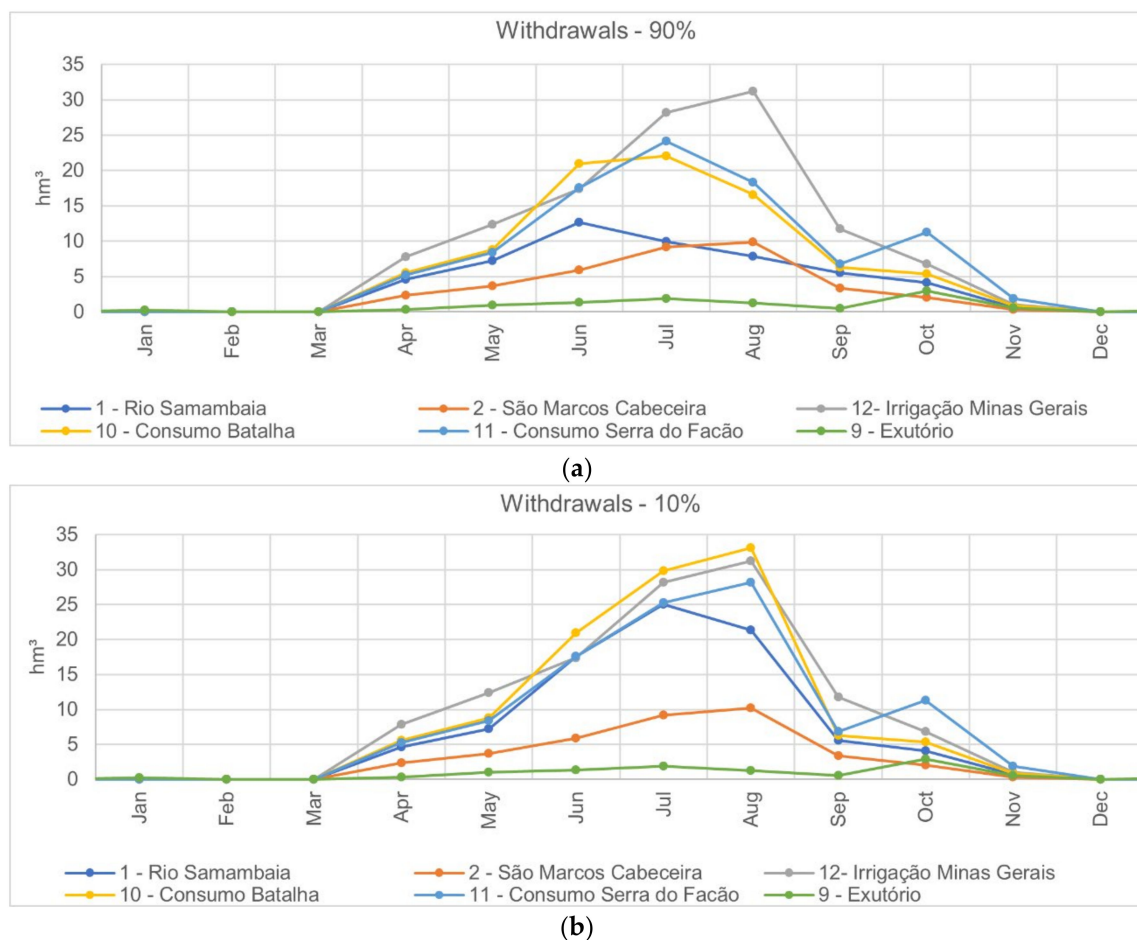 Withdrawals - 90%
35
30
25
20
15
10
5
0
hm³
Jan Feb Mar Apr May Jun Jul Aug Sep Oct Nov Dec
1 - Rio Samambaia 2 - São Marcos Cabeceira 12- Irrigação Minas Gerais
10 - Consumo Batalha 11 - Consumo Serra do Facão 9 - Exutório
(a)
Withdrawals - 10%
35
30
25
20
15
10
5
0
hm³
Jan Feb Mar Apr May Jun Jul Aug Sep Oct Nov Dec
1 - Rio Samambaia 2 - São Marcos Cabeceira 12- Irrigação Minas Gerais
10 - Consumo Batalha 11 - Consumo Serra do Facão 9 - Exutório
(b)